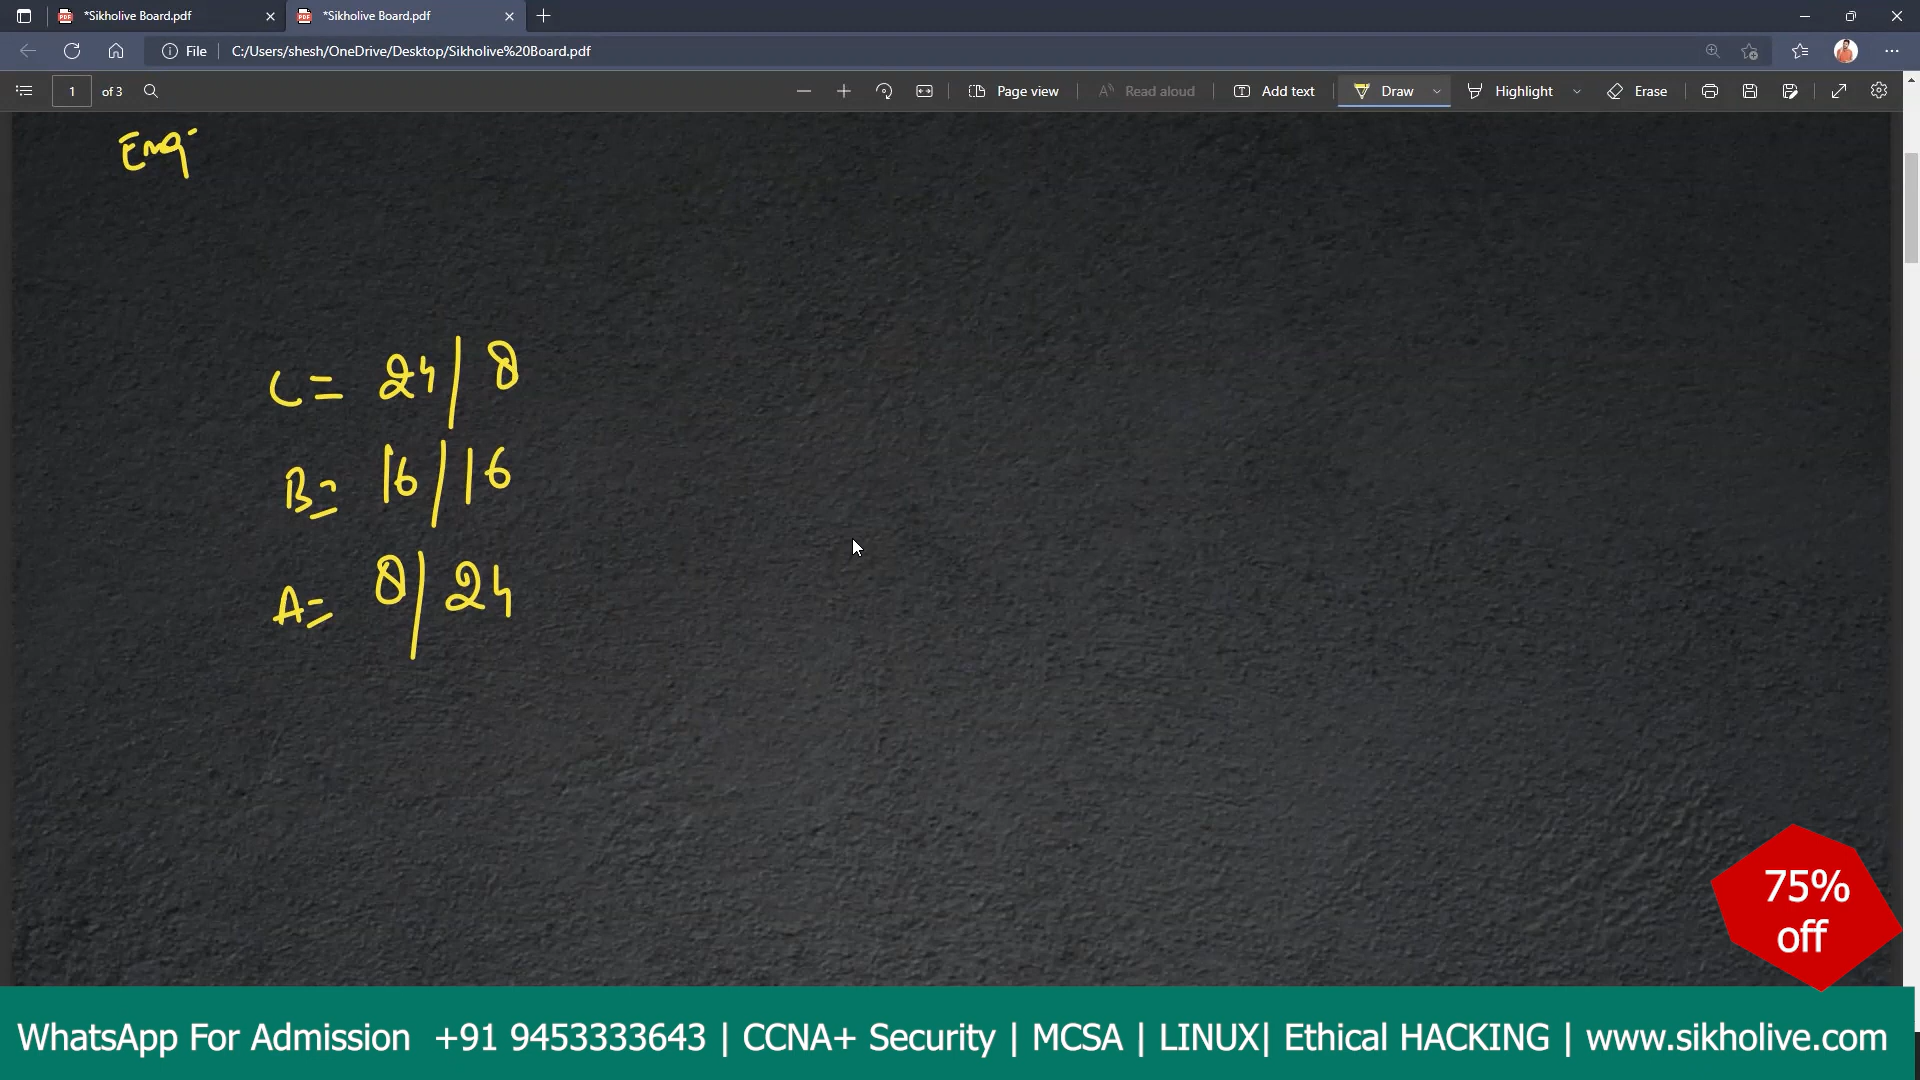 *Sikholive Board.pdf
*Sikholive Board.pdf
File C:/Users/shesh/OneDrive/Desktop/Sikholive%20Board.pdf
1 of 3 Page view Read aloud Add text Draw Highlight Erase
C= 24 | 8
B= 16 | 16
A= 8 | 24
75%
off
WhatsApp For Admission +91 9453333643 | CCNA+ Security | MCSA | LINUX| Ethical HACKING | www.sikholive.com